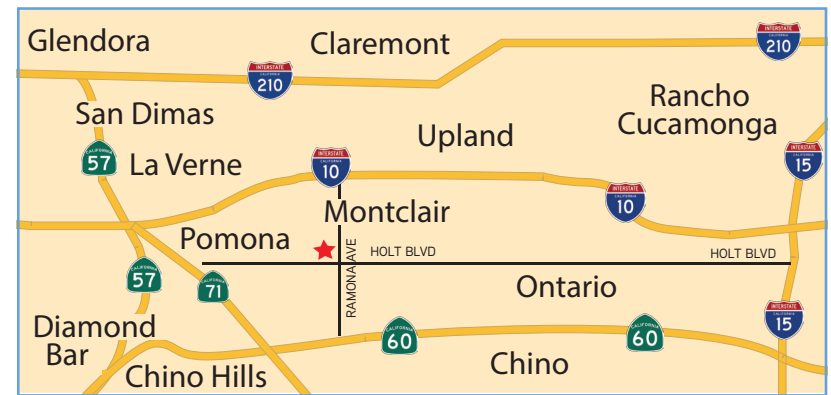 Glendora
Claremont
INTERSTATE
CALIFORNIA
210
INTERSTATE
CALIFORNIA
210
San Dimas
Rancho
Cucamonga
CALIFORNIA
57
La Verne
Upland
INTERSTATE
CALIFORNIA
10
INTERSTATE
CALIFORNIA
15
INTERSTATE
CALIFORNIA
10
Montclair
Pomona
HOLT BLVD
HOLT BLVD
RAMONA AVE
CALIFORNIA
57
CALIFORNIA
71
Ontario
Diamond
Bar
CALIFORNIA
60
CALIFORNIA
60
INTERSTATE
CALIFORNIA
15
Chino Hills
Chino